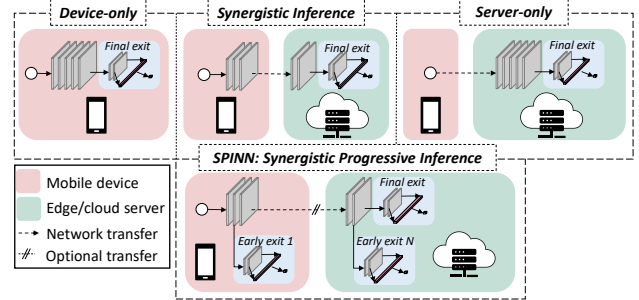 Device-only
Synergistic Inference
Server-only
Final exit
Final exit
Final exit
SPINN: Synergistic Progressive Inference
Mobile device
Edge/cloud server
Network transfer
Optional transfer
Final exit
Early exit 1
Early exit N